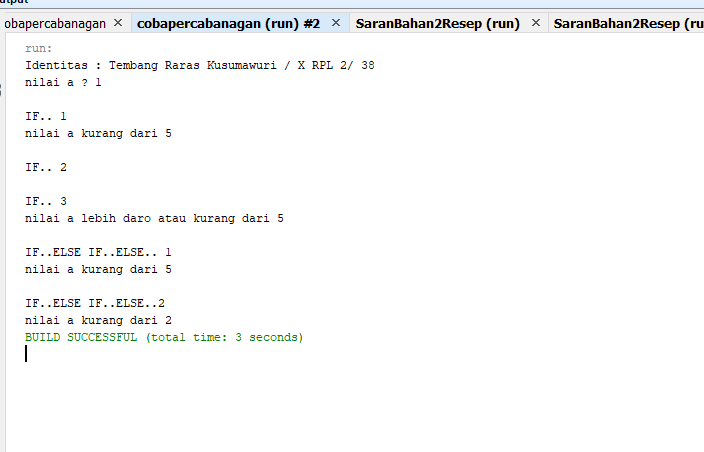 obapercabanagan × cobapercabanagan (run) #2 × SaranBahan2Resep (run) × SaranBahan2Resep (ru
run:
Identitas : Tembang Raras Kusumawuri / X RPL 2/ 38
nilai a ? 1
IF.. 1
nilai a kurang dari 5
IF.. 2
IF.. 3
nilai a lebih daro atau kurang dari 5
IF..ELSE IF..ELSE.. 1
nilai a kurang dari 5
IF..ELSE IF..ELSE..2
nilai a kurang dari 2
BUILD SUCCESSFUL (total time: 3 seconds)